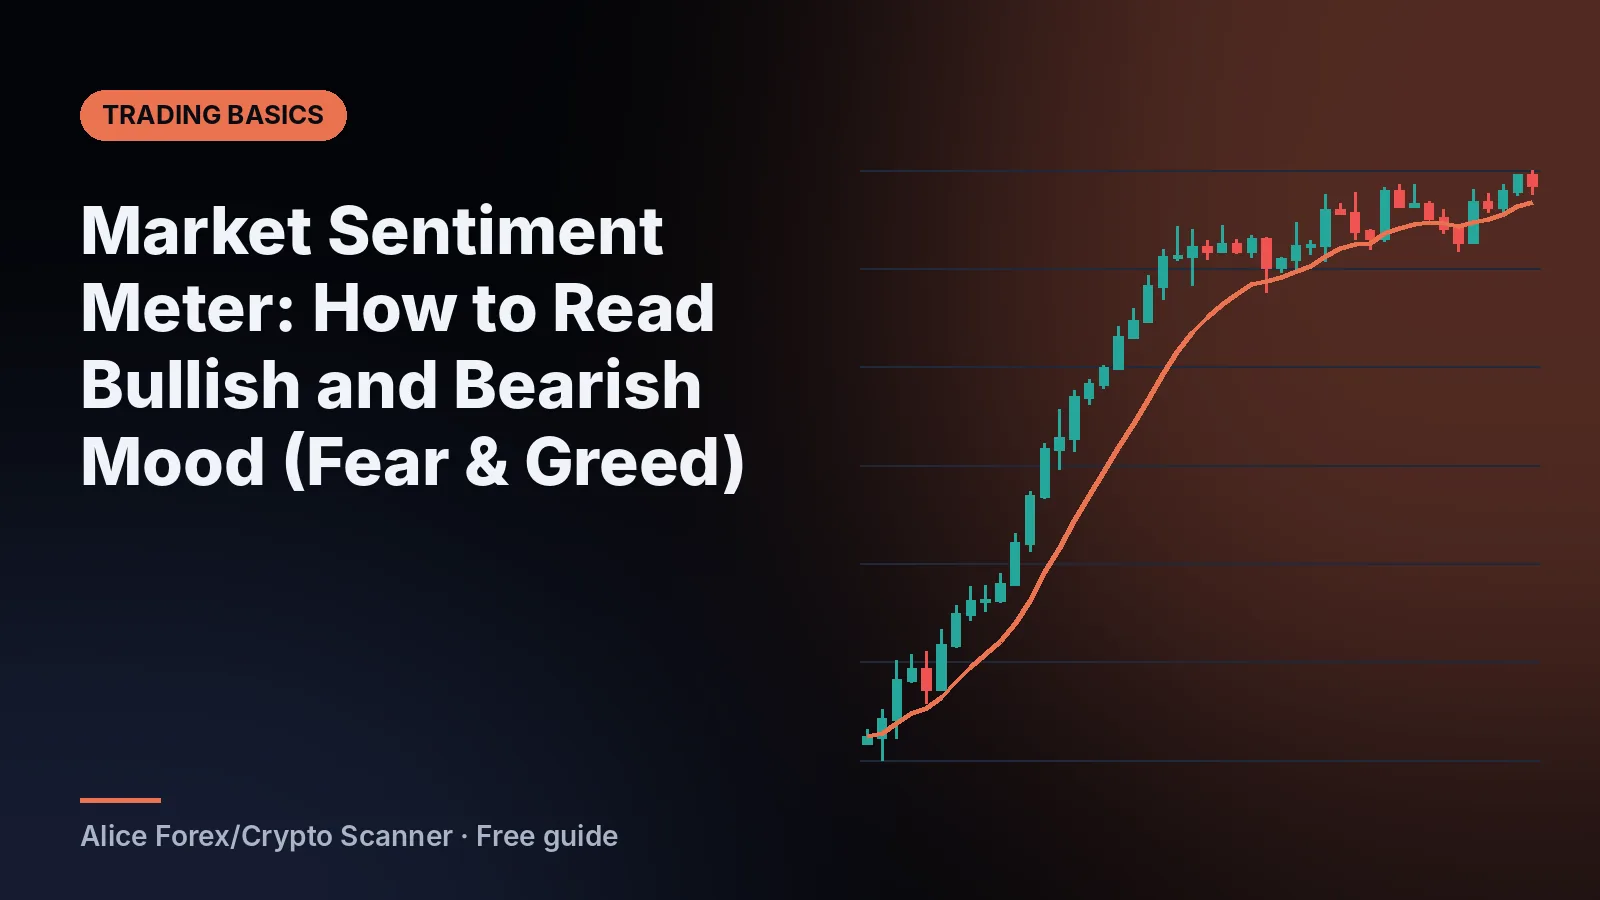 TRADING BASICS
Market Sentiment
Meter: How to Read
Bullish and Bearish
Mood (Fear & Greed)
Alice Forex/Crypto Scanner · Free guide